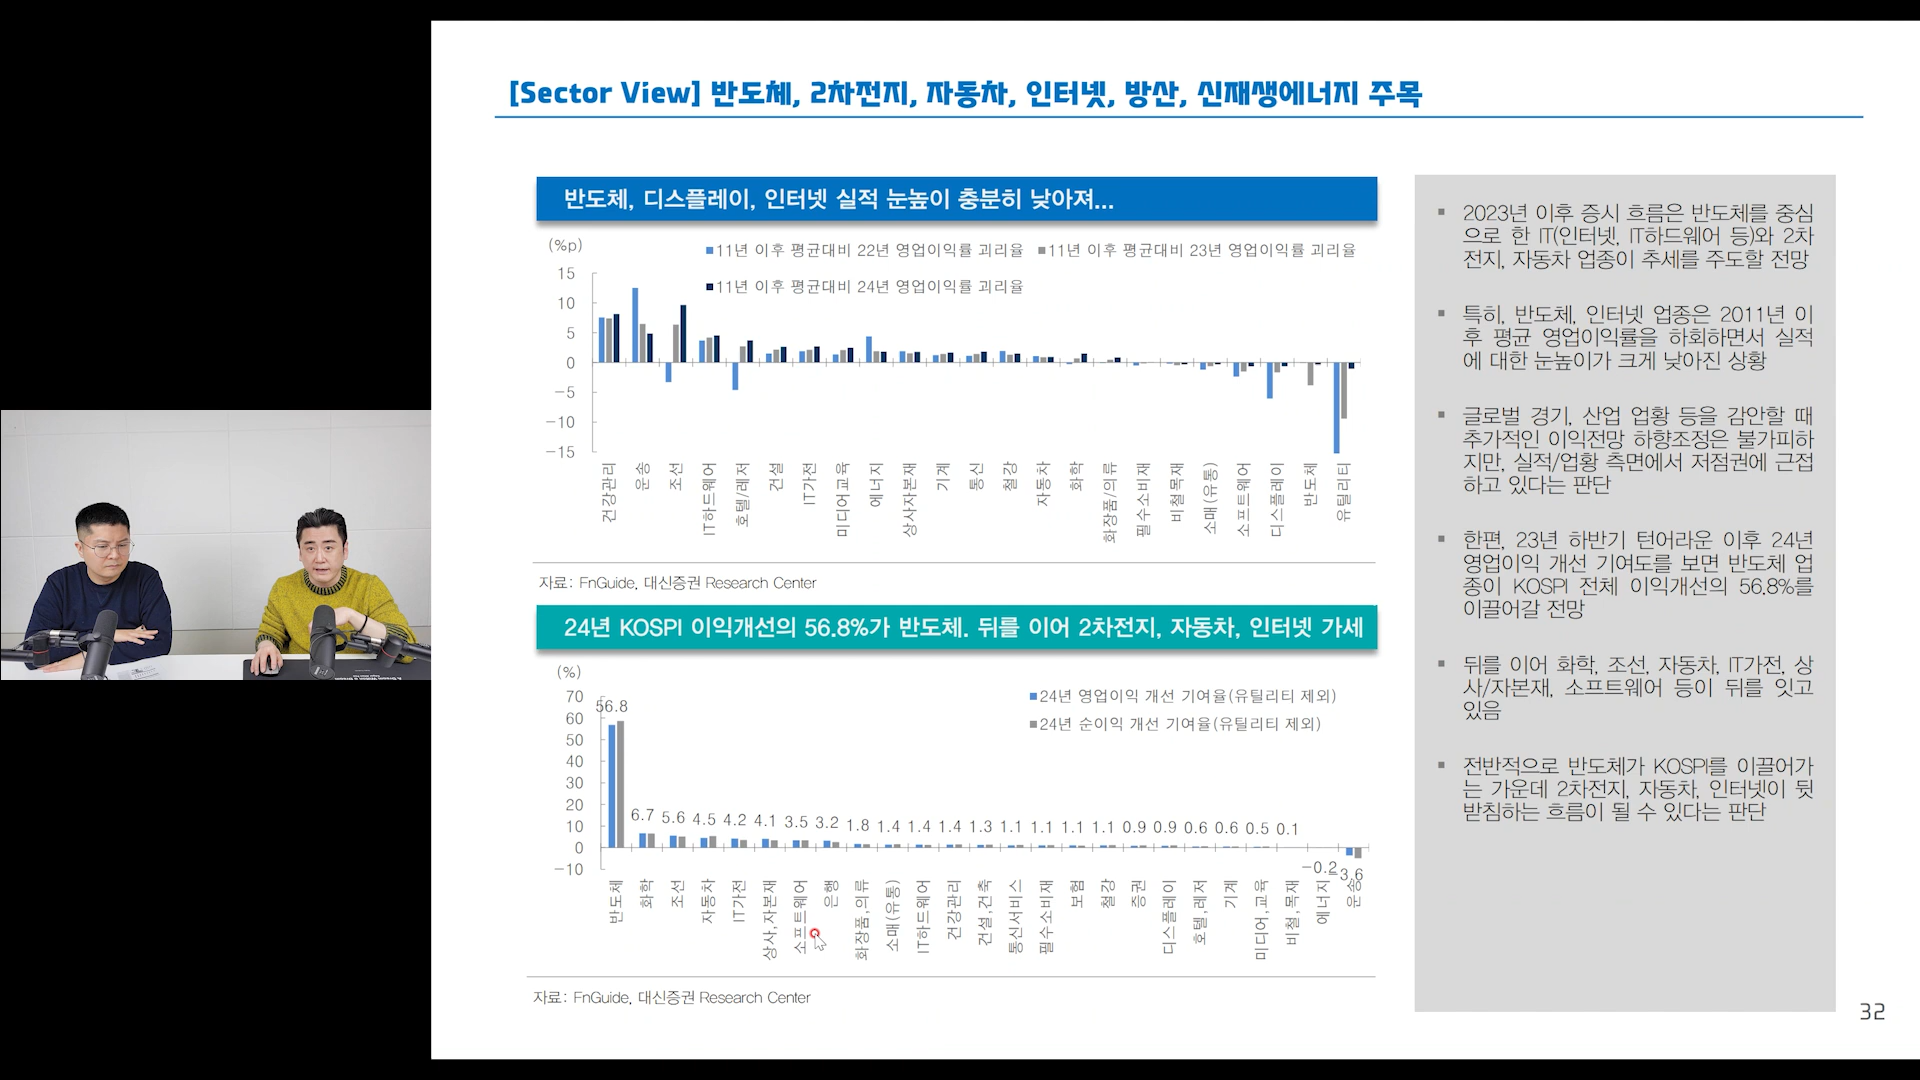 [Sector View] 반도체, 2차전지, 자동차, 인터넷, 방산, 신재생에너지 주목
반도체, 디스플레이, 인터넷 실적 눈높이 충분히 낮아져...
(%p)
11년 이후 평균대비 22년 영업이익률 괴리율
11년 이후 평균대비 23년 영업이익률 괴리율
11년 이후 평균대비 24년 영업이익률 괴리율
15
10
5
0
-5
-10
-15
건강관리
운송
조선
IT하드웨어
호텔/레저
건설
IT가전
미디어교육
에너지
상사자본재
기계
통신
철강
자동차
화학
화장품/의류
필수소비재
비철목재
소매(유통)
소프트웨어
디스플레이
반도체
유틸리티
자료: FnGuide, 대신증권 Research Center
24년 KOSPI 이익개선의 56.8%가 반도체. 뒤를 이어 2차전지, 자동차, 인터넷 가세
(%)
24년 영업이익 개선 기여율(유틸리티 제외)
24년 순이익 개선 기여율(유틸리티 제외)
70
60
50
40
30
20
10
0
-10
56.8
6.7
5.6
4.5
4.2
4.1
3.5
3.2
1.8
1.4
1.4
1.4
1.3
1.1
1.1
1.1
1.1
0.9
0.9
0.6
0.6
0.5
0.1
-0.2
-3.6
반도체
화학
조선
자동차
IT가전
상사,자본재
소프트웨어
은행
화장품,의류
소매(유통)
IT하드웨어
건강관리
건설,건축
통신서비스
필수소비재
보험
철강
증권
디스플레이
호텔,레저
기계
미디어,교육
비철,목재
에너지
운송
자료: FnGuide, 대신증권 Research Center
▪ 2023년 이후 증시 흐름은 반도체를 중심
으로 한 IT(인터넷, IT하드웨어 등)와 2차
전지, 자동차 업종이 추세를 주도할 전망
▪ 특히, 반도체, 인터넷 업종은 2011년 이
후 평균 영업이익률을 하회하면서 실적
에 대한 눈높이가 크게 낮아진 상황
▪ 글로벌 경기, 산업 업황 등을 감안할 때
추가적인 이익전망 하향조정은 불가피하
지만, 실적/업황 측면에서 저점권에 근접
하고 있다는 판단
▪ 한편, 23년 하반기 턴어라운 이후 24년
영업이익 개선 기여도를 보면 반도체 업
종이 KOSPI 전체 이익개선의 56.8%를
이끌어갈 전망
▪ 뒤를 이어 화학, 조선, 자동차, IT가전, 상
사/자본재, 소프트웨어 등이 뒤를 잇고
있음
▪ 전반적으로 반도체가 KOSPI를 이끌어가
는 가운데 2차전지, 자동차, 인터넷이 뒷
받침하는 흐름이 될 수 있다는 판단
32